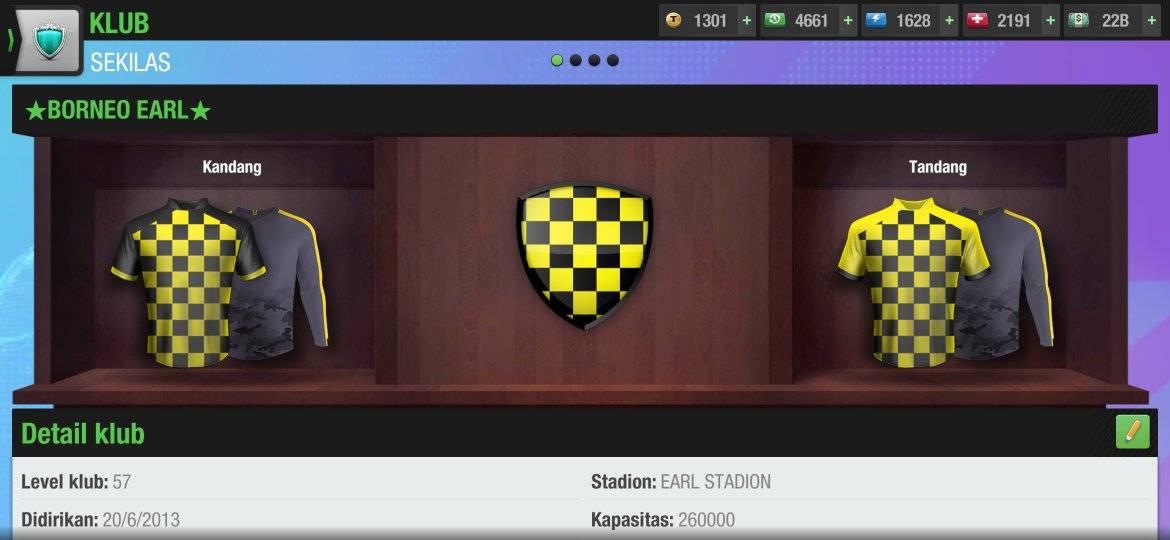 KLUB
T 1301 + 4661 + 1628 + 2191 + $ 22B +
SEKILAS
★BORNEO EARL★
Kandang
Tandang
Detail klub
Level klub: 57
Stadion: EARL STADION
Didirikan: 20/6/2013
Kapasitas: 260000